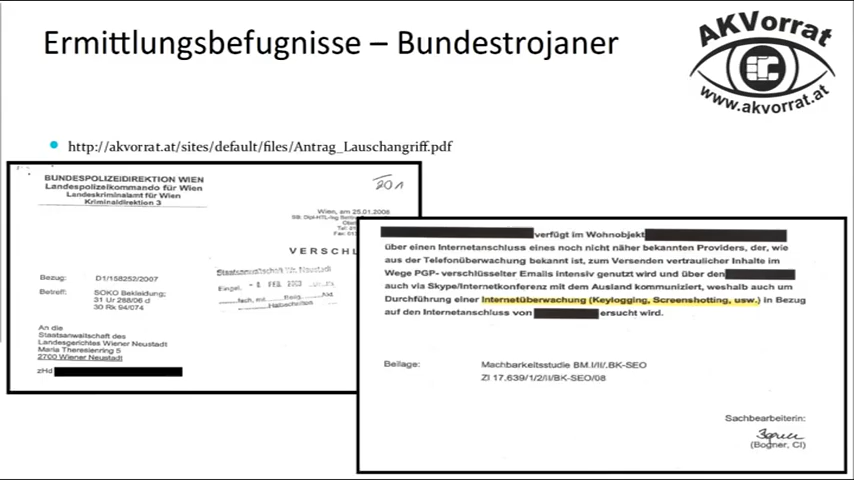 Ermittlungsbefugnisse – Bundestrojaner
AKVorrat
www.akvorrat.at
• http://akvorrat.at/sites/default/files/Antrag_Lauschangriff.pdf
BUNDESPOLIZEIDIREKTION WIEN
Landespolizeikommando für Wien
Landeskriminalamt für Wien
Kriminaldirektion 3
Wien, am 25.01.2008
VERSCHL
Staatsanwaltschaft Wr. Neustadt
Eingel.
Bezug: D1/158252/2007
Betreff: SOKO Bekleidung;
31 Ur 288/06 d
30 Rk 94/074
An die
Staatsanwaltschaft des
Landesgerichtes Wiener Neustadt
Maria Theresienring 5
2700 Wiener Neustadt
zHd
verfügt im Wohnobjekt
über einen Internetanschluss eines noch nicht näher bekannten Providers, der, wie
aus der Telefonüberwachung bekannt ist, zum Versenden vertraulicher Inhalte im
Wege PGP- verschlüsselter Emails intensiv genutzt wird und über den
auch via Skype/Internetkonferenz mit dem Ausland kommuniziert, weshalb auch um
Durchführung einer Internetüberwachung (Keylogging, Screenshotting, usw.) in Bezug
auf den Internetanschluss von ersucht wird.
Beilage: Machbarkeitsstudie BM.I/II/.BK-SEO
Zl 17.639/1/2/II/BK-SEO/08
Sachbearbeiterin:
(Bogner, CI)